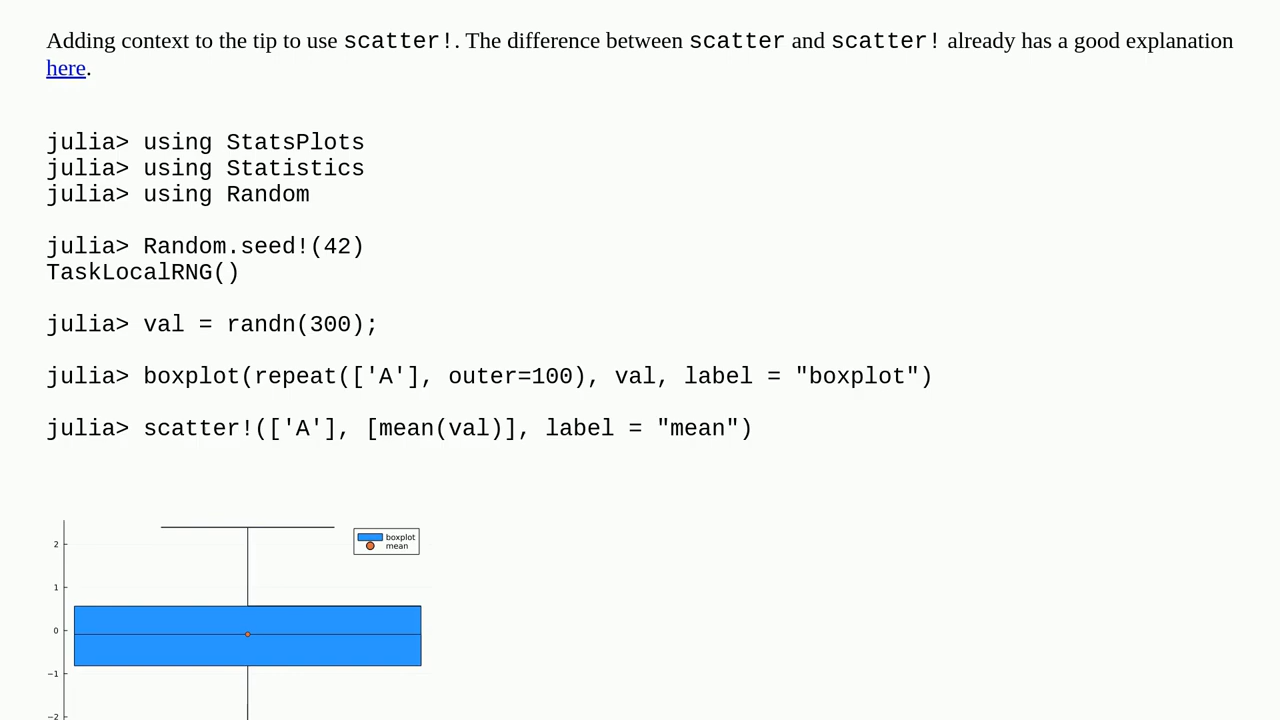 Adding context to the tip to use scatter!. The difference between scatter and scatter! already has a good explanation
here.
julia> using StatsPlots
julia> using Statistics
julia> using Random
julia> Random.seed!(42)
TaskLocalRNG()
julia> val = randn(300);
julia> boxplot(repeat(['A'], outer=100), val, label = "boxplot")
julia> scatter!(['A'], [mean(val)], label = "mean")
boxplot
mean
2
1
0
−1
−2